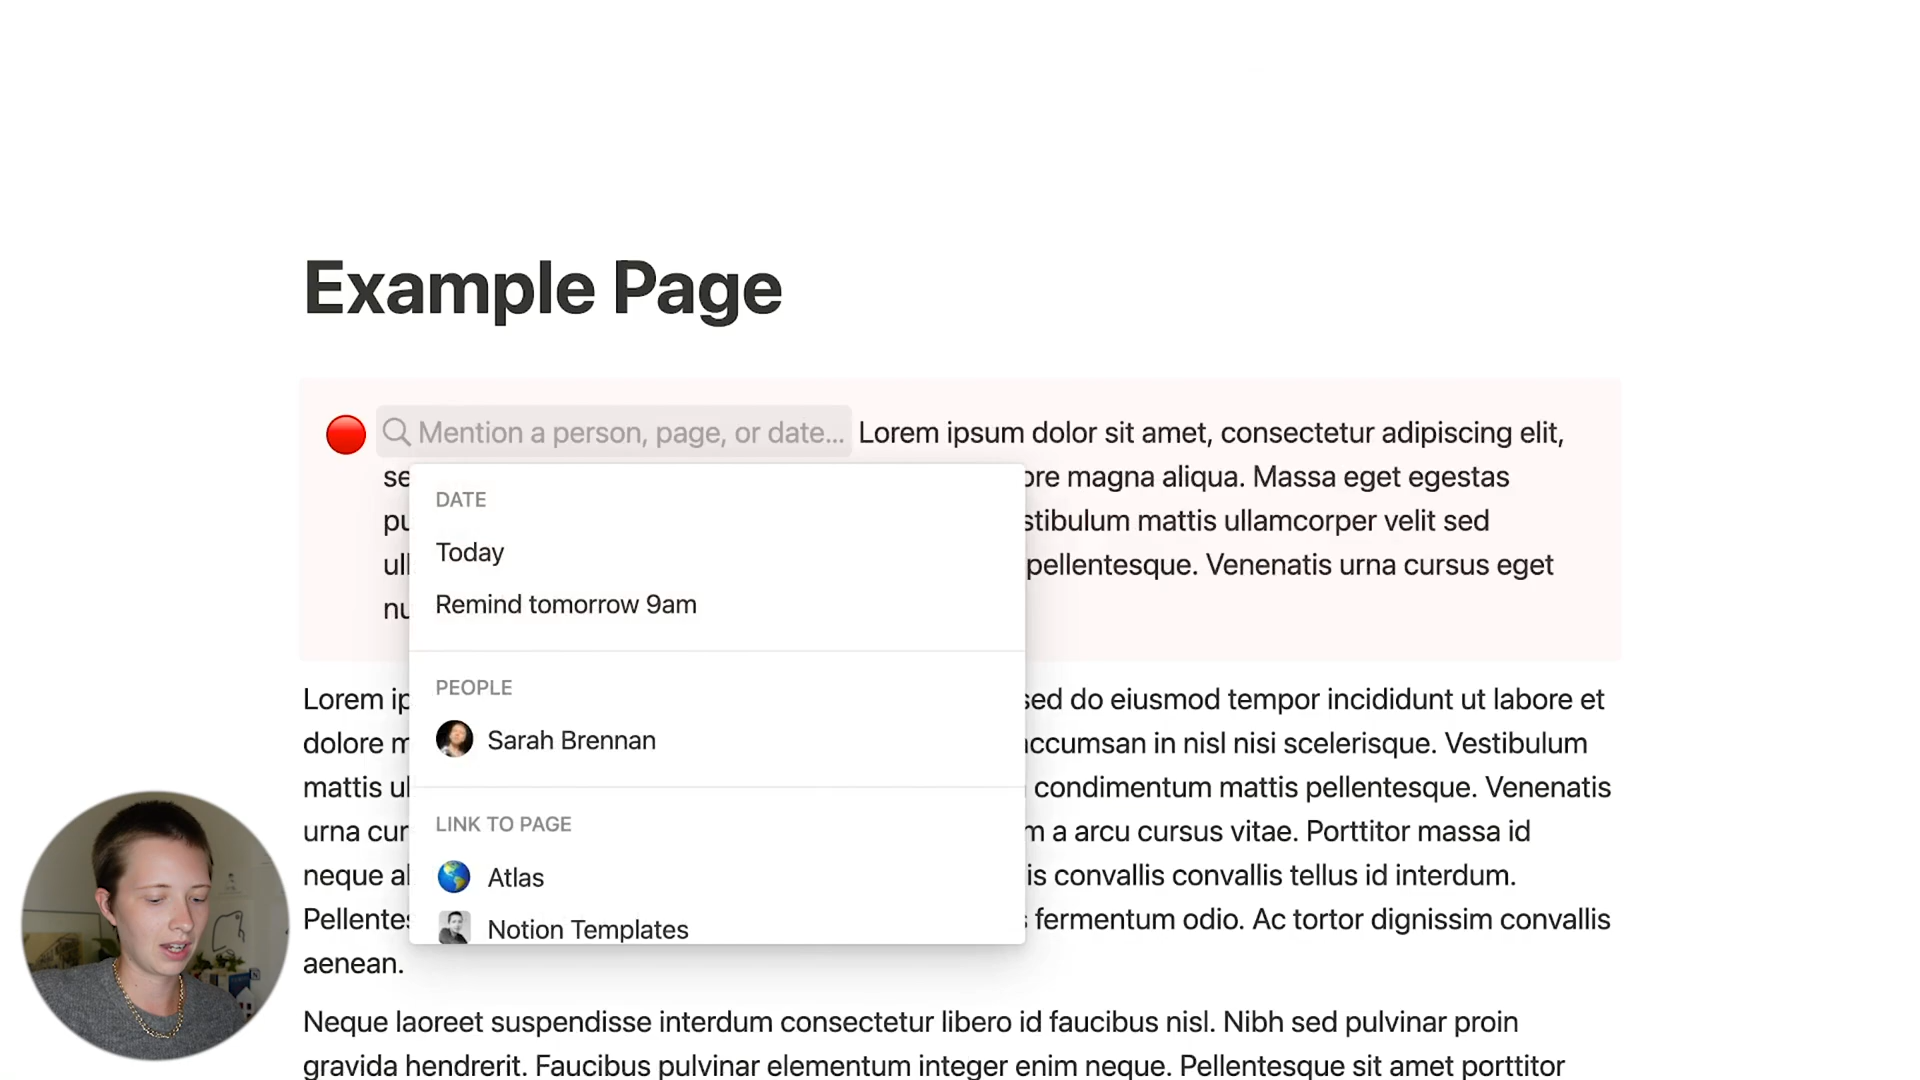 Example Page
Mention a person, page, or date... Lorem ipsum dolor sit amet, consectetur adipiscing elit,
magna aliqua. Massa eget egestas
mattis ullamcorper velit sed
pellentesque. Venenatis urna cursus eget
DATE
Today
Remind tomorrow 9am
PEOPLE
Sarah Brennan
LINK TO PAGE
Atlas
Notion Templates
Lorem sed do eiusmod tempor incididunt ut labore et
dolore accumsan in nisl nisi scelerisque. Vestibulum
mattis condimentum mattis pellentesque. Venenatis
urna a arcu cursus vitae. Porttitor massa id
neque convallis convallis tellus id interdum.
fermentum odio. Ac tortor dignissim convallis
aenean.
Neque laoreet suspendisse interdum consectetur libero id faucibus nisl. Nibh sed pulvinar proin
gravida hendrerit. Faucibus pulvinar elementum integer enim neque. Pellentesque sit amet porttitor